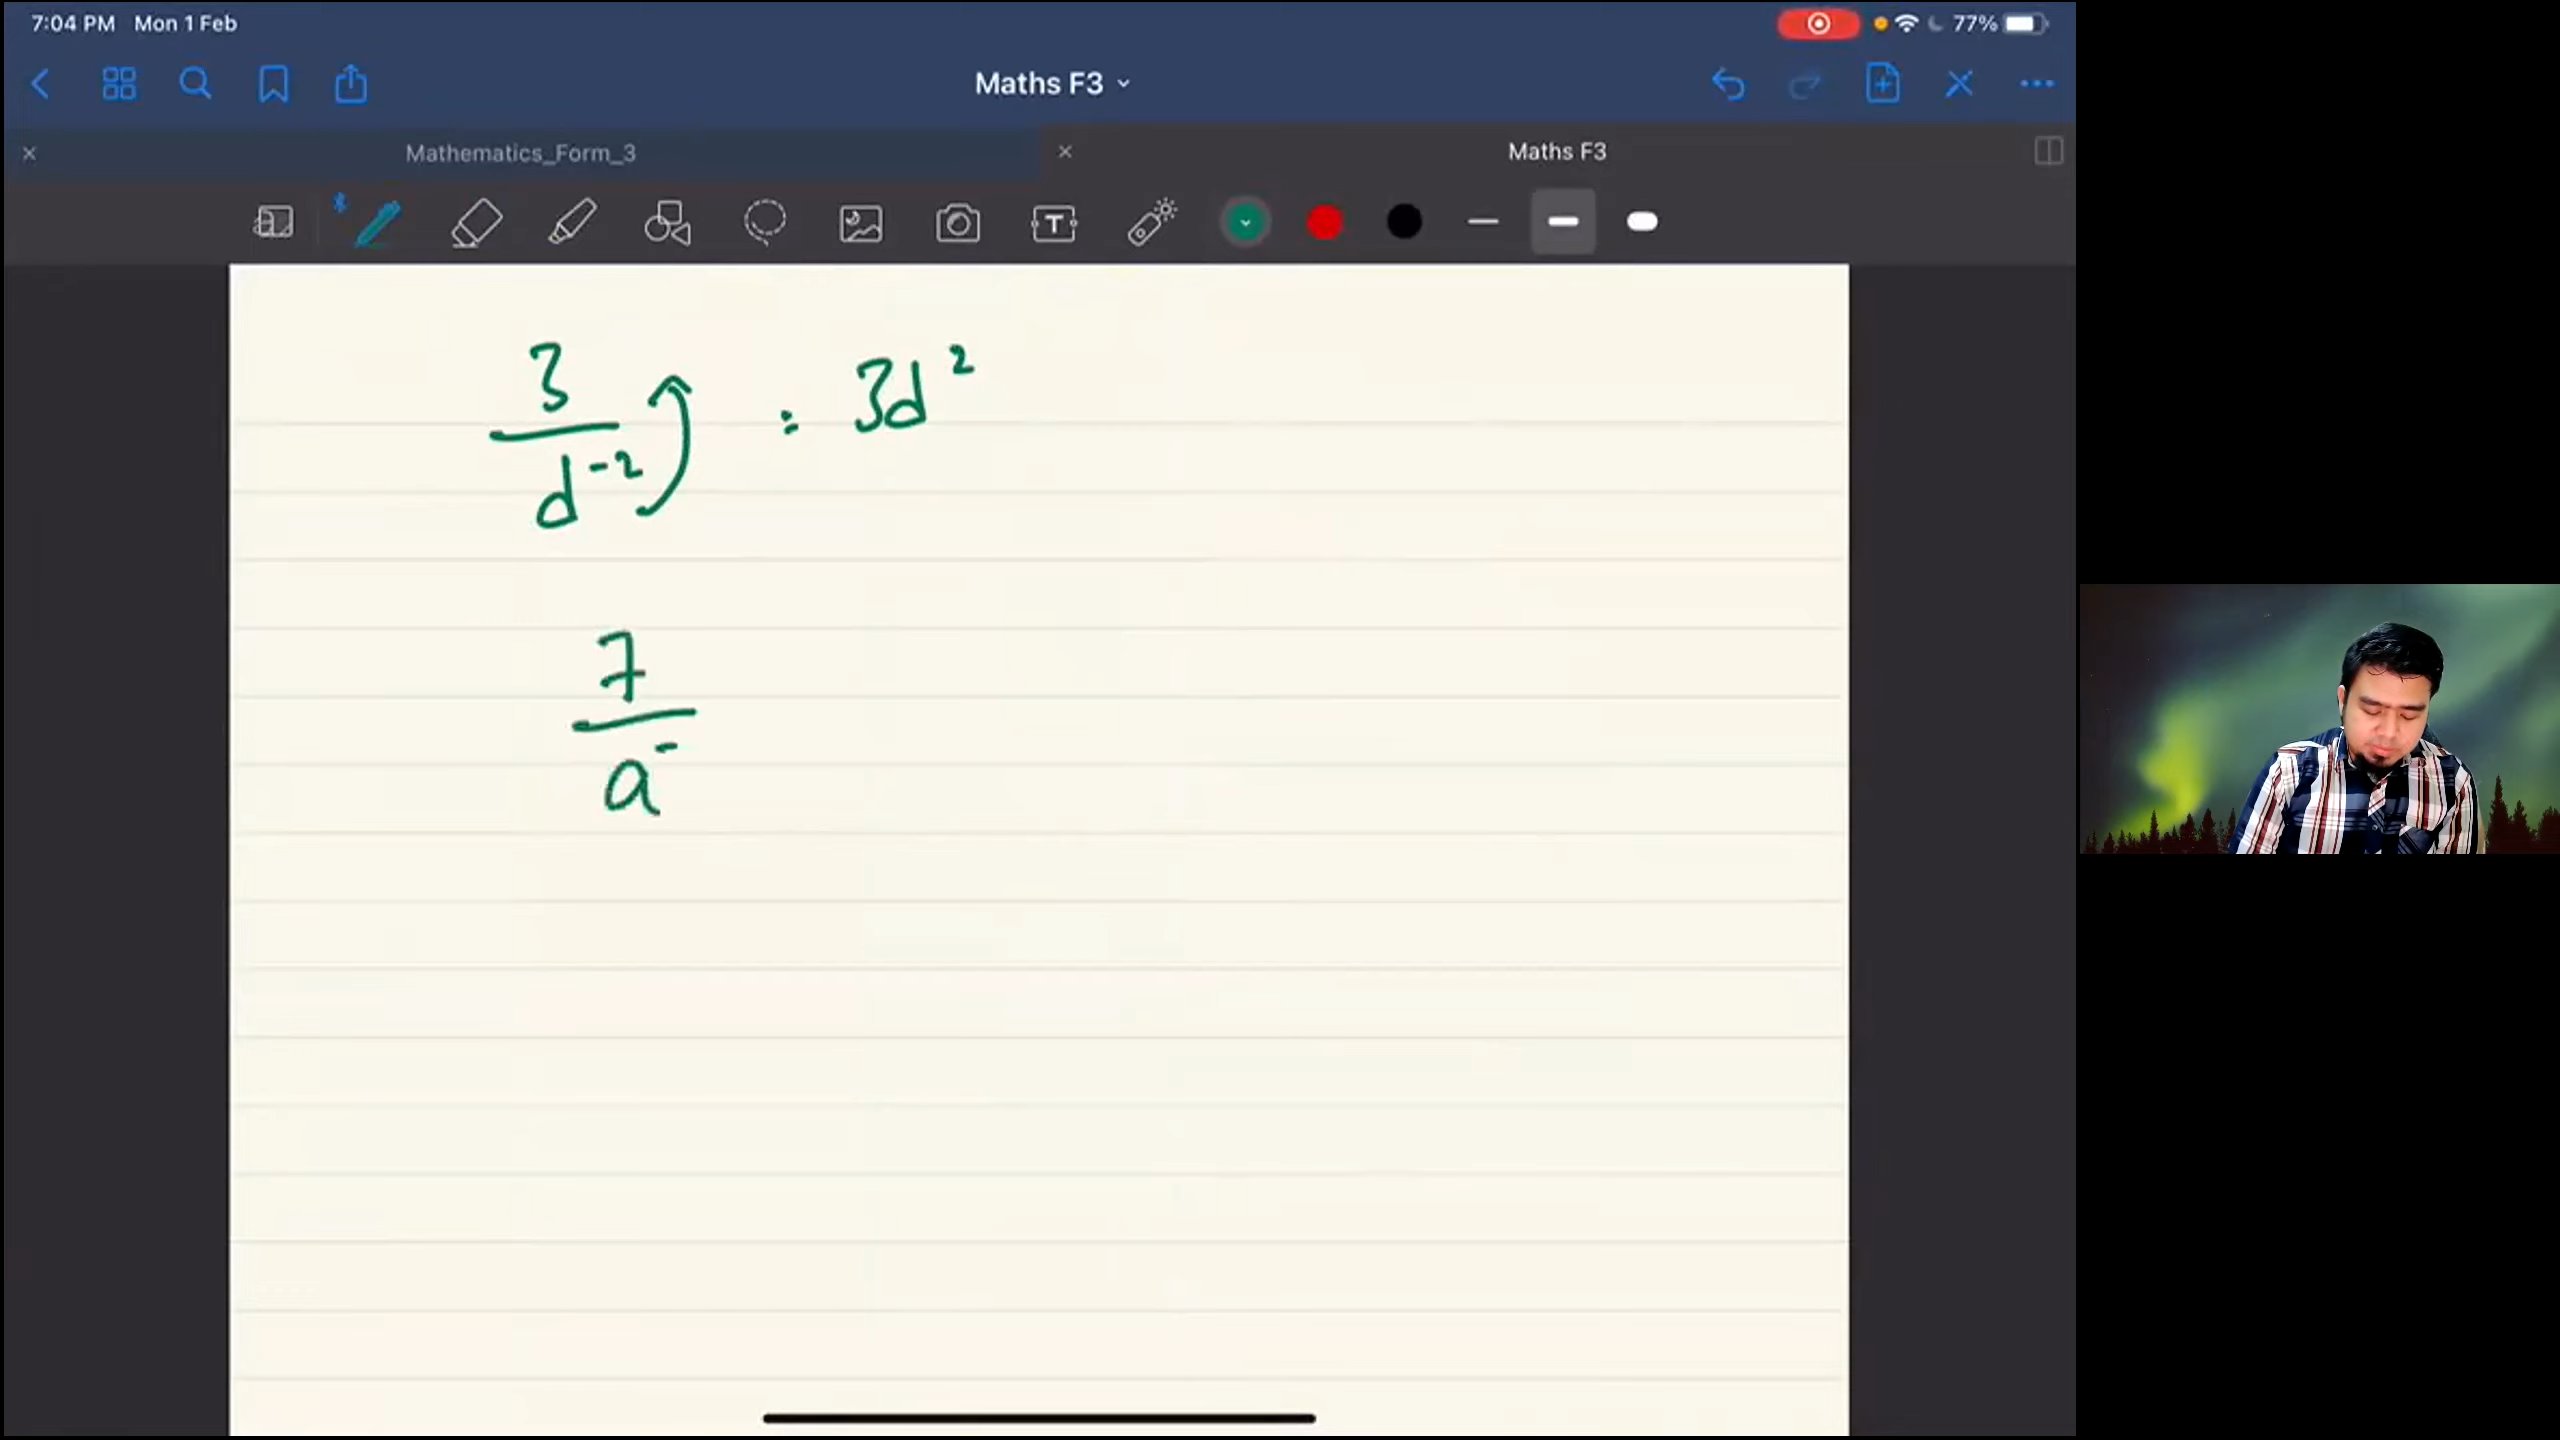 7:04 PM Mon 1 Feb
77%
Maths F3
Mathematics_Form_3
Maths F3
T
3
— = 3d²
d⁻²
7
—
a⁻